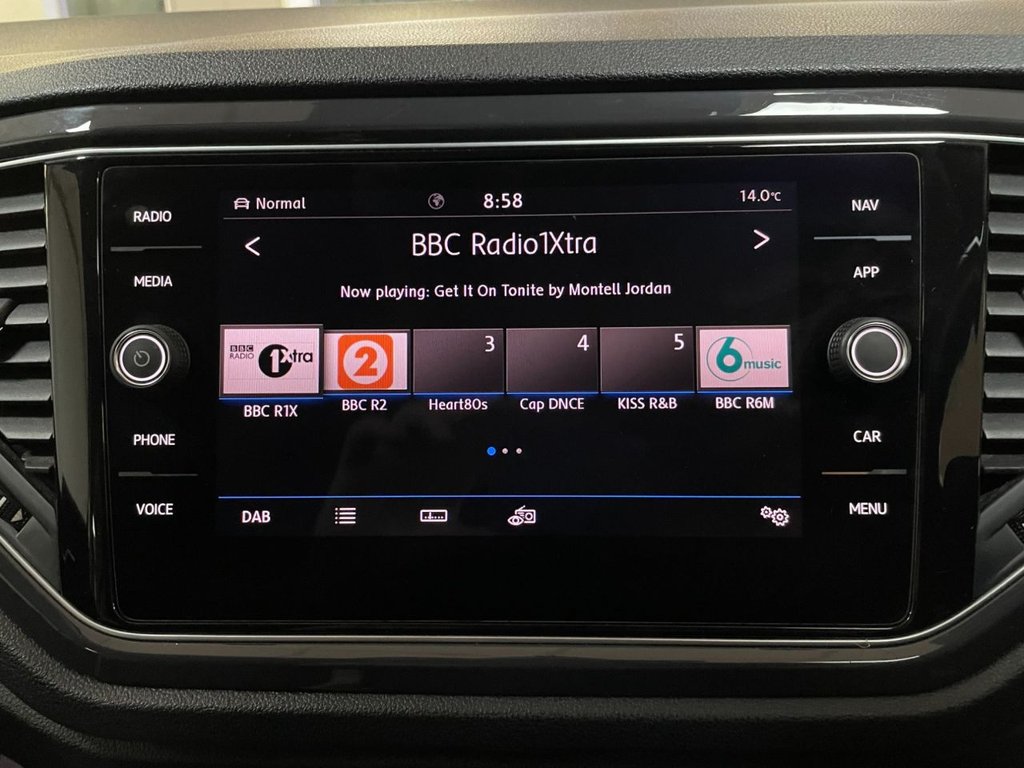 RADIO
MEDIA
PHONE
VOICE
Normal
8:58
14.0°C
< BBC Radio1Xtra >
Now playing: Get It On Tonite by Montell Jordan
BBC RADIO 1Xtra
2
3
4
5
6 music
BBC R1X
BBC R2
Heart80s
Cap DNCE
KISS R&B
BBC R6M
DAB
NAV
APP
CAR
MENU